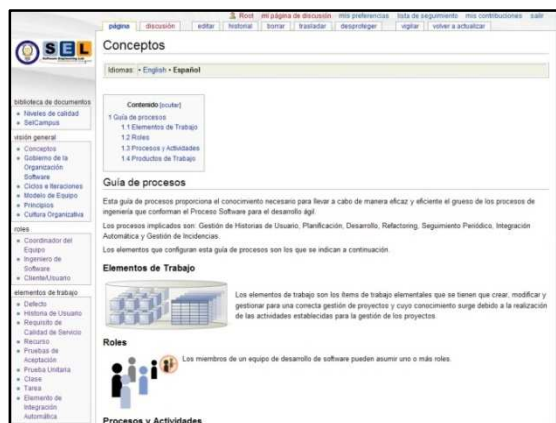 Root mi página de discusión mis preferencias lista de seguimiento mis contribuciones salir
página discusión editar historial borrar trasladar desproteger vigilar volver a actualizar
SEL
Conceptos
Idiomas: • English • Español
Contenido [ocultar]
1 Guía de procesos
1.1 Elementos de Trabajo
1.2 Roles
1.3 Procesos y Actividades
1.4 Productos de Trabajo
biblioteca de documentos
Niveles de calidad
SelCampus
visión general
Conceptos
Gobierno de la
Organización
Software
Ciclos e Iteraciones
Modelo de Equipo
Principios
Cultura Organizativa
roles
Coordinador del
Equipo
Ingeniero de
Software
Cliente/Usuario
elementos de trabajo
Defecto
Historia de Usuario
Requisito de
Calidad de Servicio
Recurso
Pruebas de
Aceptación
Prueba Unitaria
Clase
Tarea
Elemento de
Integración
Automática
Guía de procesos
Esta guía de procesos proporciona el conocimiento necesario para llevar a cabo de manera eficaz y eficiente el grueso de los procesos de
ingeniería que conforman el Proceso Software para el desarrollo ágil.
Los procesos implicados son: Gestión de Historias de Usuario, Planificación, Desarrollo, Refactoring, Seguimiento Periódico, Integración
Automática y Gestión de Incidencias.
Los elementos que configuran esta guía de procesos son los que se indican a continuación.
Elementos de Trabajo
Los elementos de trabajo son los ítems de trabajo elementales que se tienen que crear, modificar y
gestionar para una correcta gestión de proyectos y cuyo conocimiento surge debido a la realización
de las actividades establecidas para la gestión de los proyectos.
Roles
Los miembros de un equipo de desarrollo de software pueden asumir uno o más roles.
Procesos y Actividades